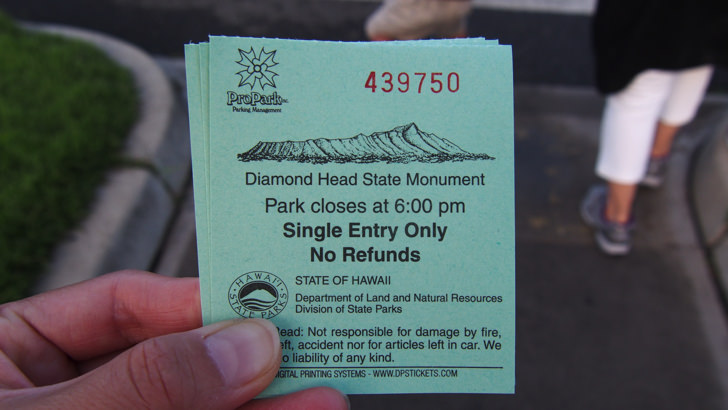 439750
ProPark Inc.
Parking Management
Diamond Head State Monument
Park closes at 6:00 pm
Single Entry Only
No Refunds
HAWAII
STATE PARKS
STATE OF HAWAII
Department of Land and Natural Resources
Division of State Parks
Read: Not responsible for damage by fire,
accident nor for articles left in car. We
liability of any kind.
PRINTING SYSTEMS - WWW.DPSTICKETS.COM